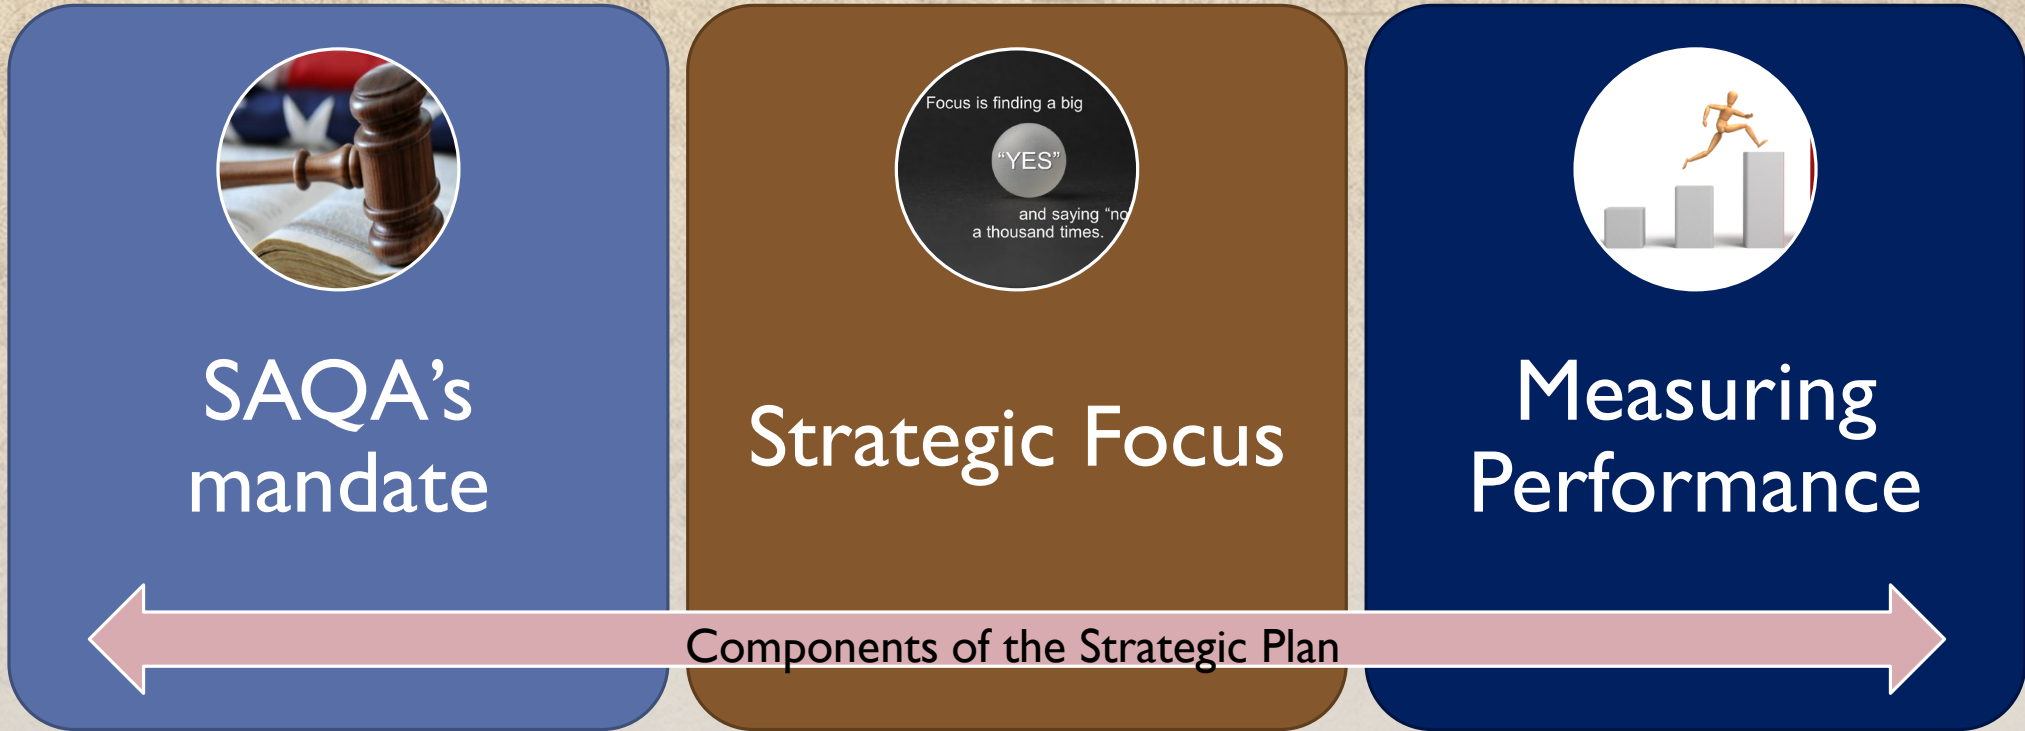 SAQA’s
mandate
Focus is finding a big
“YES”
and saying “no
a thousand times.
Strategic Focus
Measuring
Performance
Components of the Strategic Plan